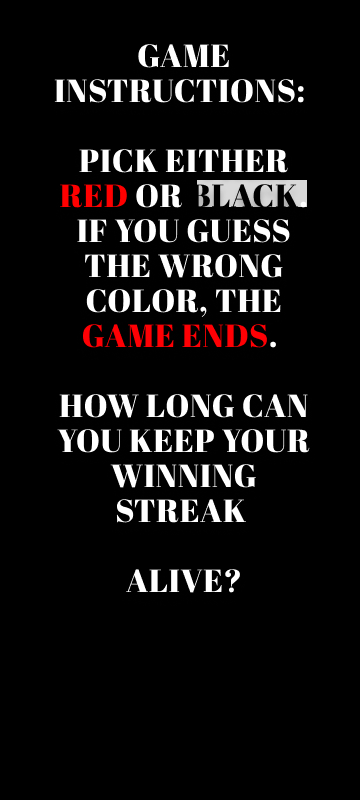 GAME
INSTRUCTIONS:
PICK EITHER
RED OR BLACK.
IF YOU GUESS
THE WRONG
COLOR, THE
GAME ENDS.
HOW LONG CAN
YOU KEEP YOUR
WINNING
STREAK
ALIVE?